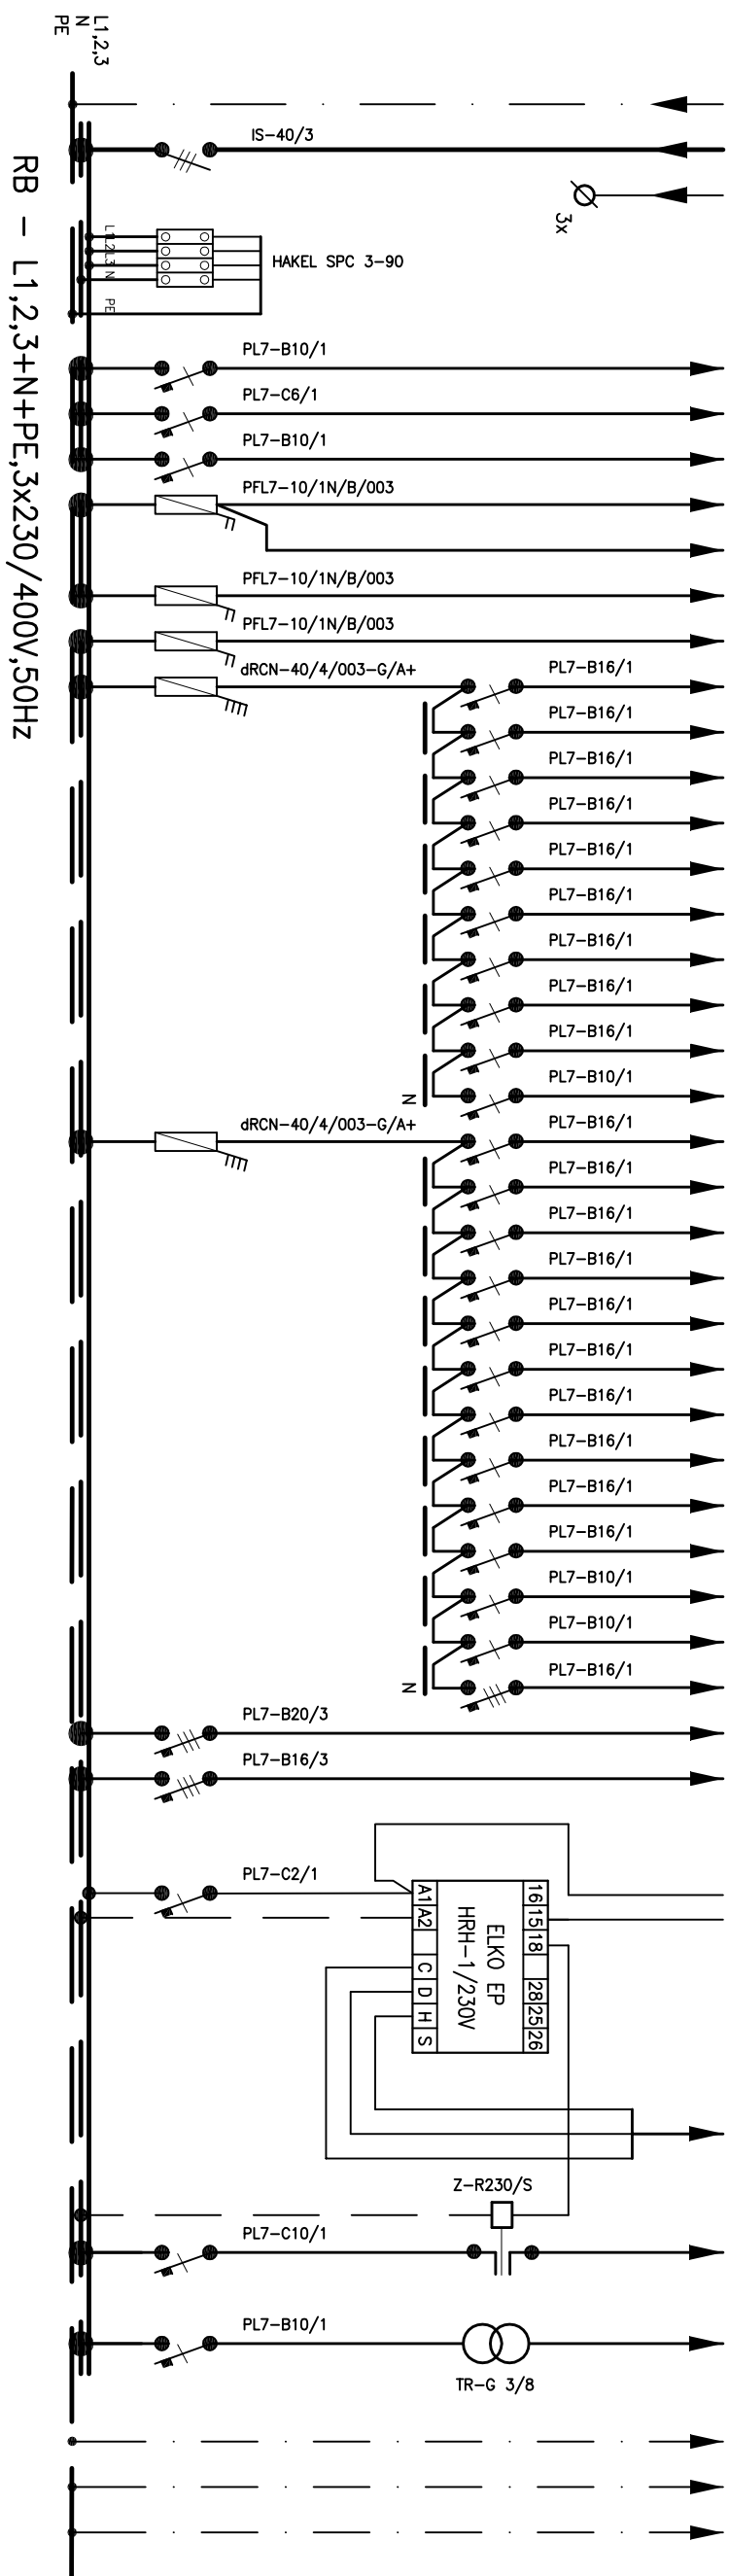 L1,2,3
N
PE
RB - L1,2,3+N+PE,3x230/400V,50Hz
IS-40/3
3x
L1 L2 L3 N PE
HAKEL SPC 3-90
PL7-B10/1
PL7-C6/1
PL7-B10/1
PFL7-10/1N/B/003
PFL7-10/1N/B/003
PFL7-10/1N/B/003
dRCN-40/4/003-G/A+
PL7-B16/1
PL7-B16/1
PL7-B16/1
PL7-B16/1
PL7-B16/1
PL7-B16/1
PL7-B16/1
PL7-B16/1
PL7-B16/1
PL7-B10/1
N
dRCN-40/4/003-G/A+
PL7-B16/1
PL7-B16/1
PL7-B16/1
PL7-B16/1
PL7-B16/1
PL7-B16/1
PL7-B16/1
PL7-B16/1
PL7-B16/1
PL7-B16/1
PL7-B10/1
PL7-B10/1
PL7-B16/1
N
PL7-B20/3
PL7-B16/3
PL7-C2/1
16 15 18 28 25 26
ELKO EP
HRH-1/230V
A1 A2 C D H S
Z-R230/S
PL7-C10/1
PL7-B10/1
TR-G 3/8